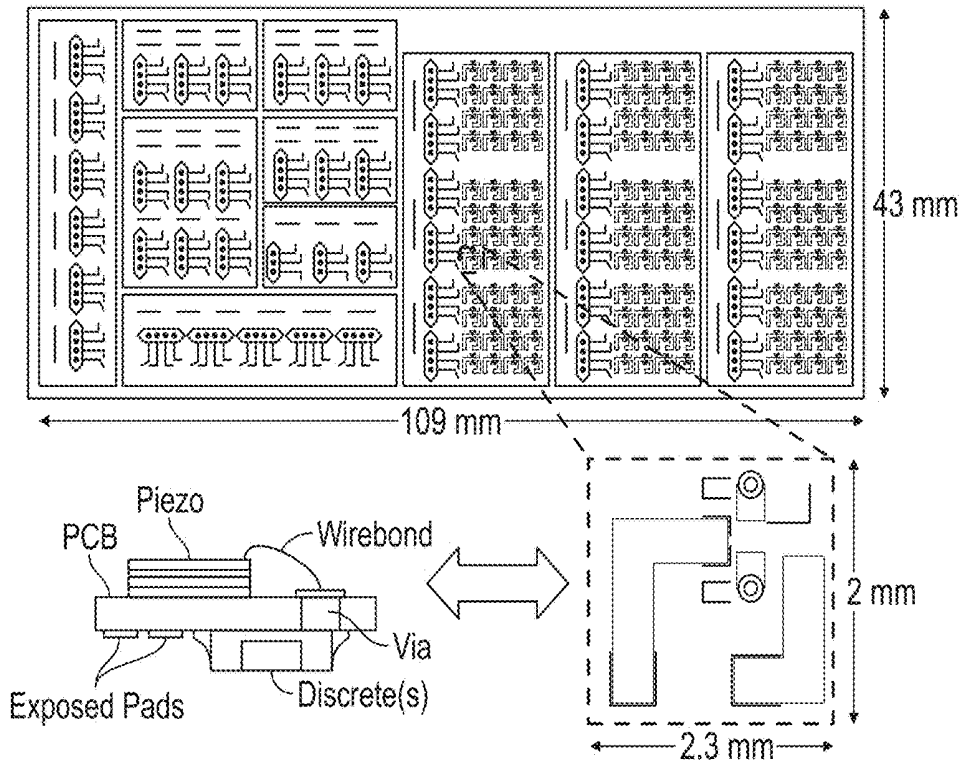 43 mm
109 mm
Piezo
PCB
Wirebond
Via
Exposed Pads
Discrete(s)
2 mm
2.3 mm